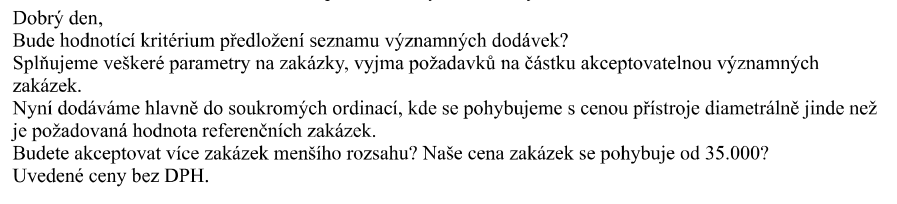 Dobrý den,
Bude hodnotící kritérium předložení seznamu významných dodávek?
Splňujeme veškeré parametry na zakázky, vyjma požadavků na částku akceptovatelnou významných
zakázek.
Nyní dodáváme hlavně do soukromých ordinací, kde se pohybujeme s cenou přístroje diametrálně jinde než
je požadovaná hodnota referenčních zakázek.
Budete akceptovat více zakázek menšího rozsahu? Naše cena zakázek se pohybuje od 35.000?
Uvedené ceny bez DPH.